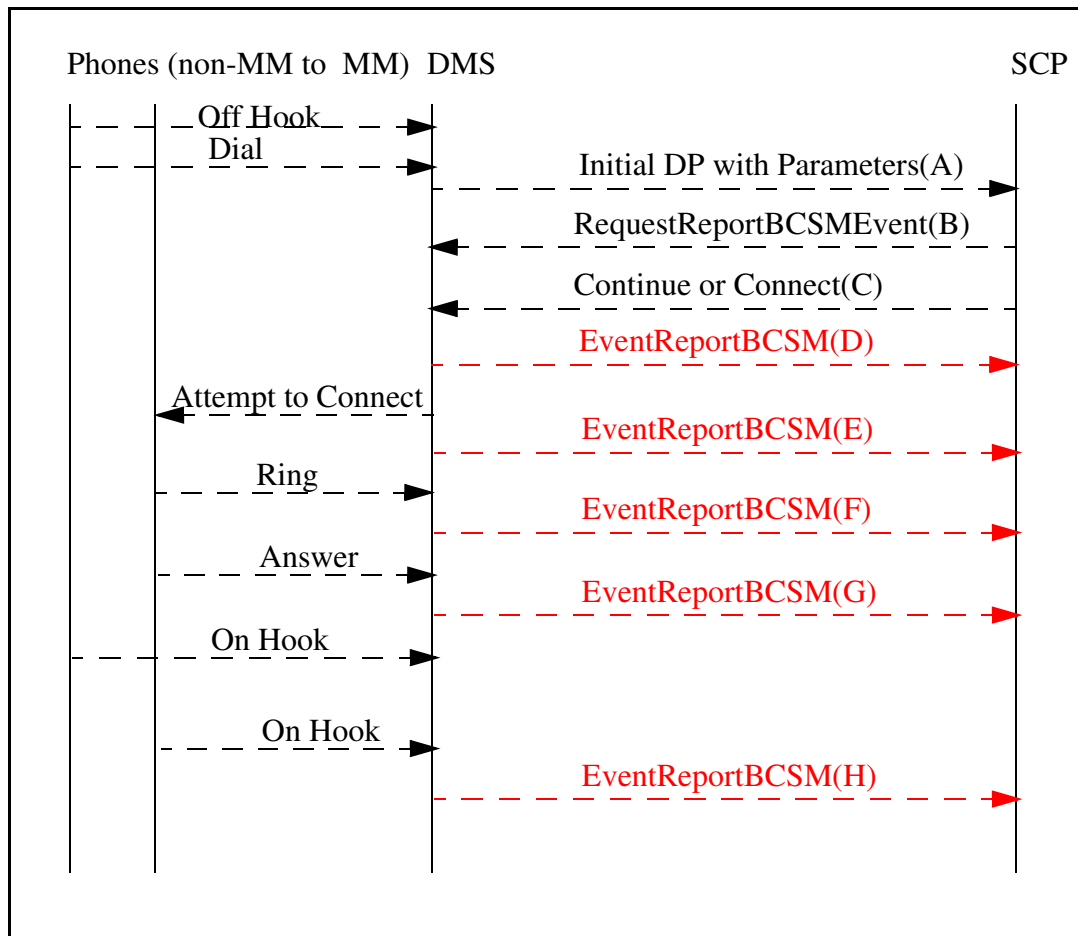 Phones (non-MM to MM) DMS SCP
Off Hook
Dial
Initial DP with Parameters(A)
RequestReportBCSMEvent(B)
Continue or Connect(C)
EventReportBCSM(D)
Attempt to Connect
EventReportBCSM(E)
Ring
EventReportBCSM(F)
Answer
EventReportBCSM(G)
On Hook
On Hook
EventReportBCSM(H)